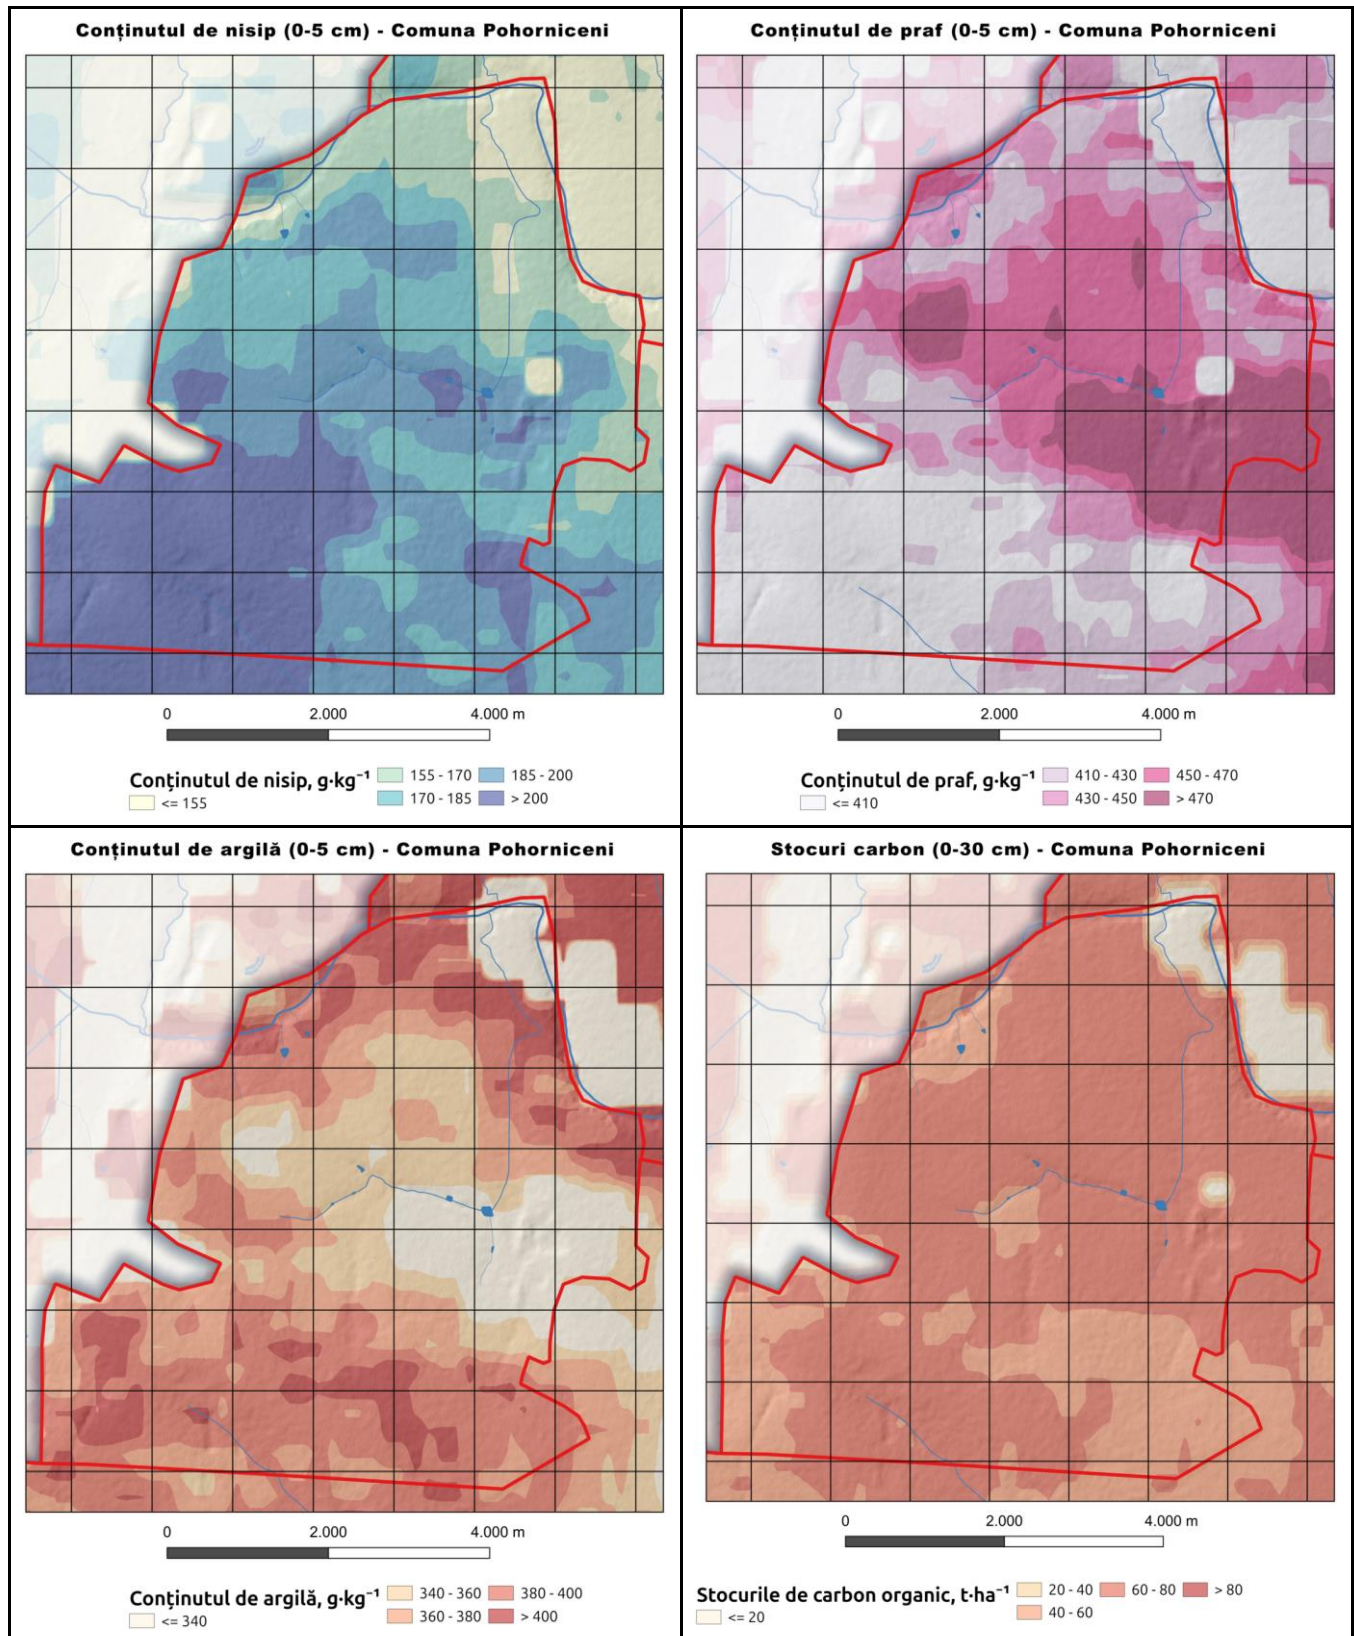 Conținutul de nisip (0-5 cm) - Comuna Pohorniceni
0 2.000 4.000 m
Conținutul de nisip, g·kg⁻¹
<= 155
155 - 170
170 - 185
185 - 200
> 200
Conținutul de praf (0-5 cm) - Comuna Pohorniceni
0 2.000 4.000 m
Conținutul de praf, g·kg⁻¹
<= 410
410 - 430
430 - 450
450 - 470
> 470
Conținutul de argilă (0-5 cm) - Comuna Pohorniceni
0 2.000 4.000 m
Conținutul de argilă, g·kg⁻¹
<= 340
340 - 360
360 - 380
380 - 400
> 400
Stocuri carbon (0-30 cm) - Comuna Pohorniceni
0 2.000 4.000 m
Stocurile de carbon organic, t·ha⁻¹
<= 20
20 - 40
40 - 60
60 - 80
> 80